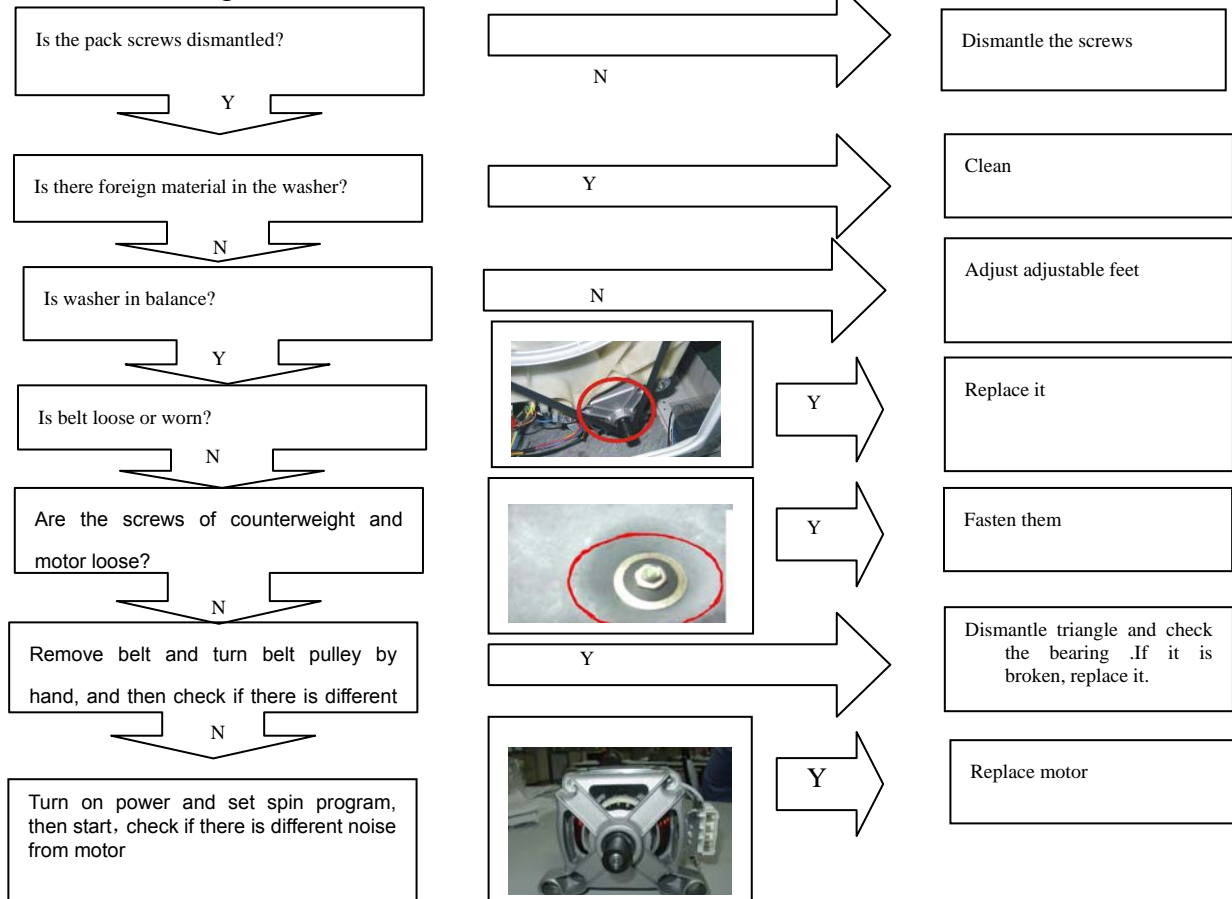 Is the pack screws dismantled?
N
Dismantle the screws
Y
Is there foreign material in the washer?
Y
Clean
N
Is washer in balance?
N
Adjust adjustable feet
Y
Is belt loose or worn?
Y
Replace it
N
Are the screws of counterweight and
motor loose?
Y
Fasten them
N
Remove belt and turn belt pulley by
hand, and then check if there is different
Y
Dismantle triangle and check
the bearing .If it is
broken, replace it.
N
Turn on power and set spin program,
then start，check if there is different noise
from motor
Y
Replace motor